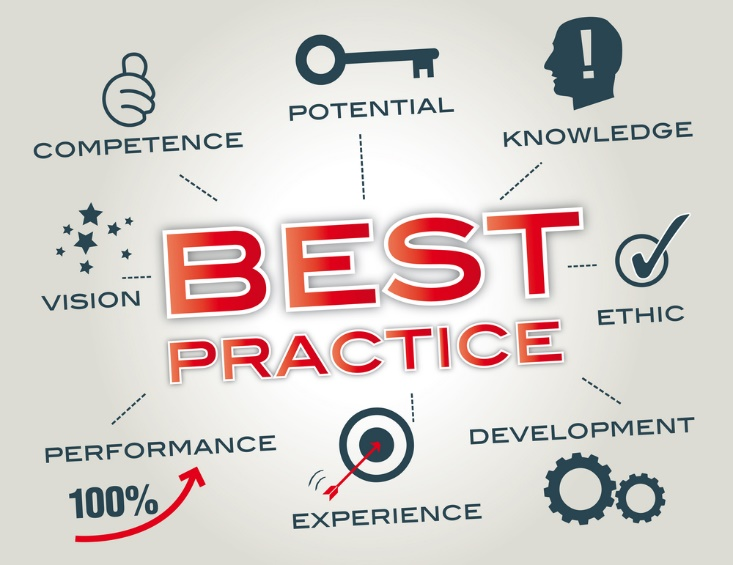 POTENTIAL
COMPETENCE
!
KNOWLEDGE
BEST
PRACTICE
VISION
ETHIC
PERFORMANCE
100%
EXPERIENCE
DEVELOPMENT